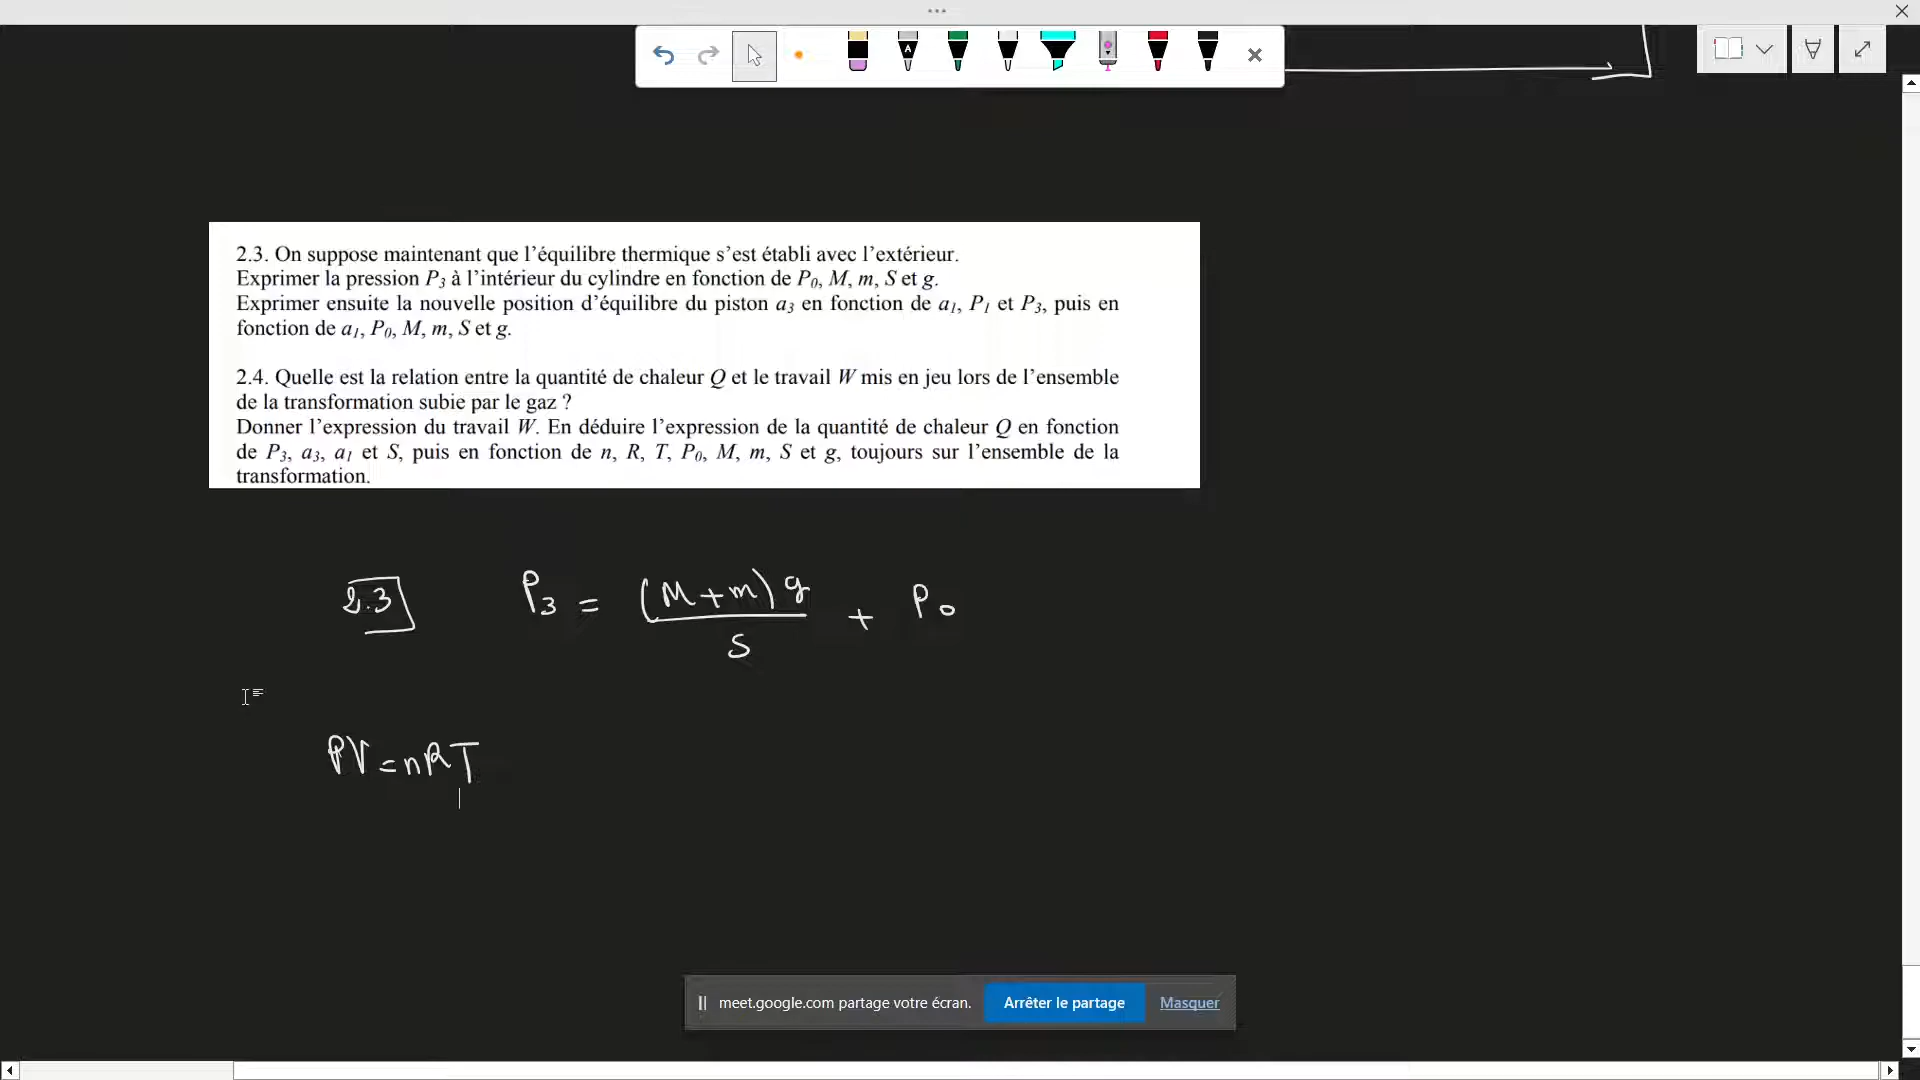 2.3. On suppose maintenant que l’équilibre thermique s’est établi avec l’extérieur.
Exprimer la pression P3 à l’intérieur du cylindre en fonction de P0, M, m, S et g.
Exprimer ensuite la nouvelle position d’équilibre du piston a3 en fonction de a1, P1 et P3, puis en
fonction de a1, P0, M, m, S et g.
2.4. Quelle est la relation entre la quantité de chaleur Q et le travail W mis en jeu lors de l’ensemble
de la transformation subie par le gaz ?
Donner l’expression du travail W. En déduire l’expression de la quantité de chaleur Q en fonction
de P3, a3, a1 et S, puis en fonction de n, R, T, P0, M, m, S et g, toujours sur l’ensemble de la
transformation.
2.3 P3 = (M+m)g / S + P0
PV = nRT
meet.google.com partage votre écran. Arrêter le partage Masquer